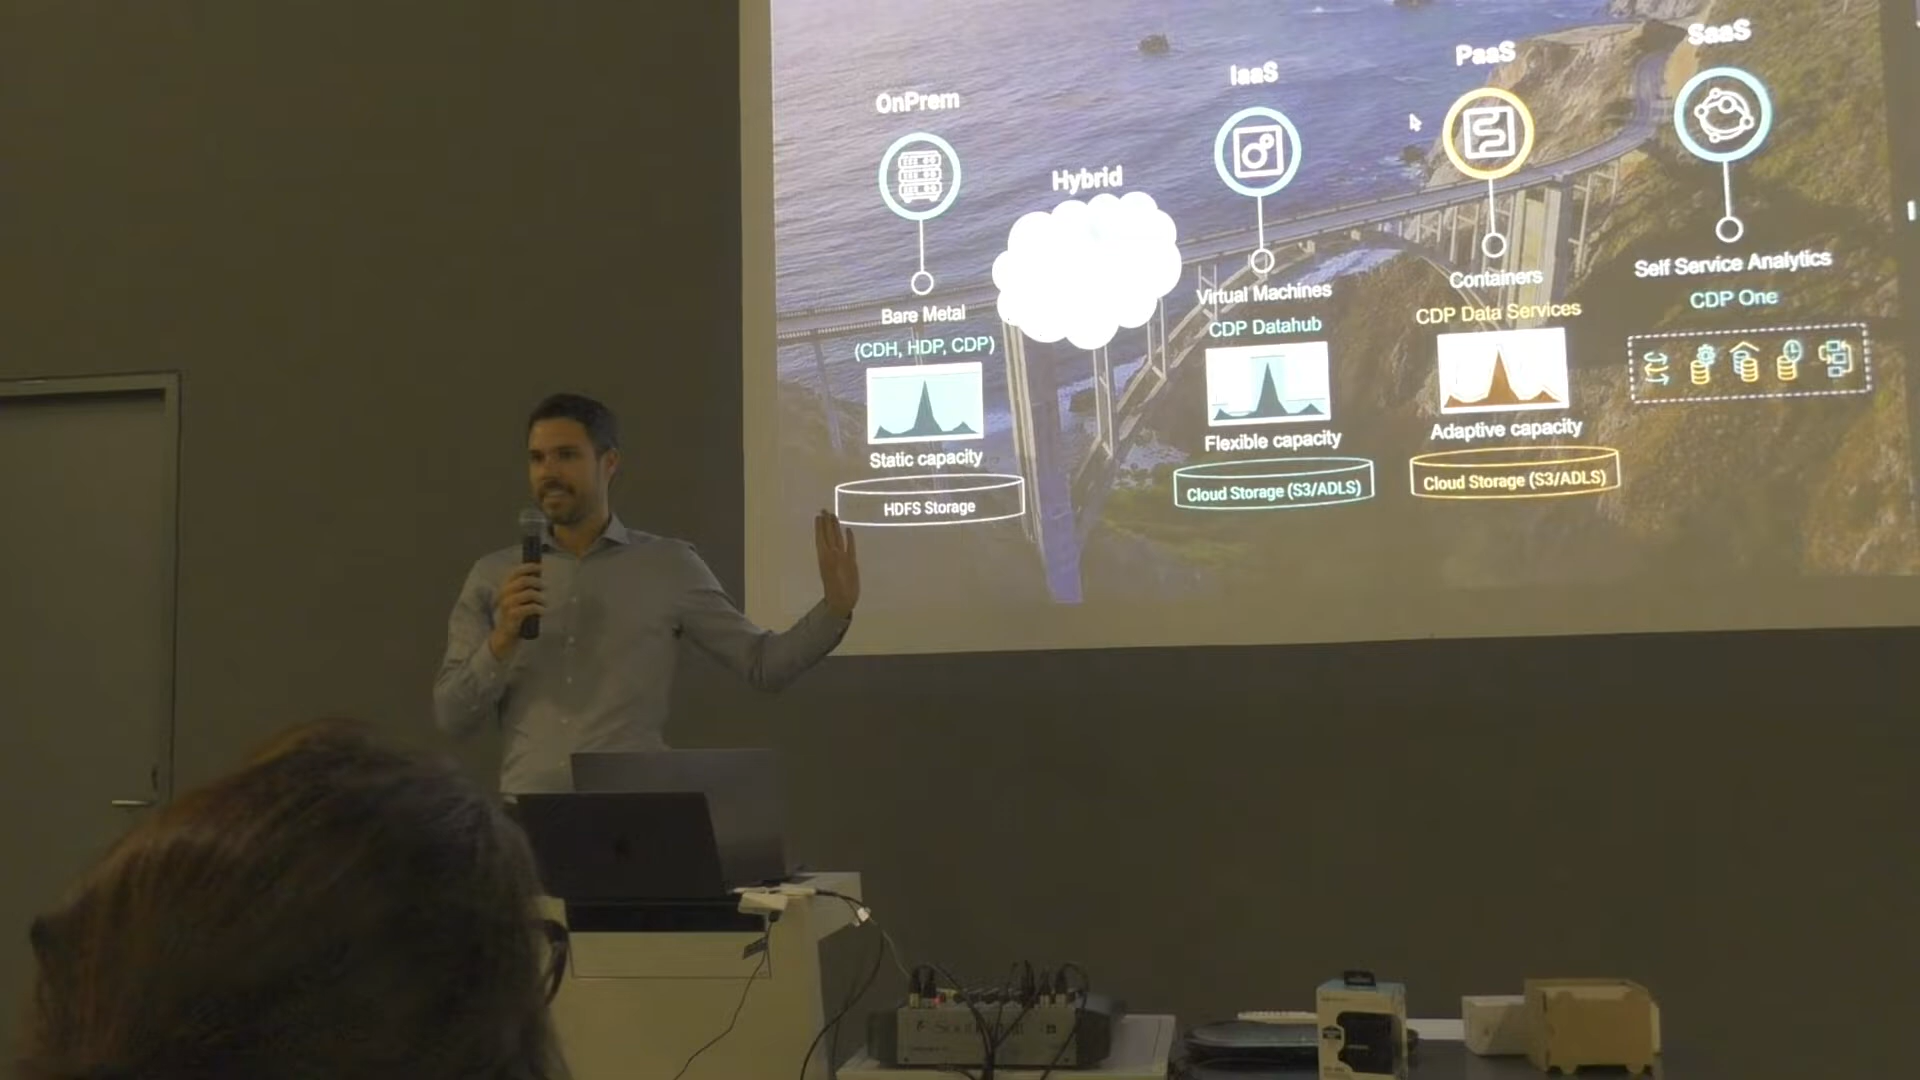 OnPrem
Bare Metal
(CDH, HDP, CDP)
Static capacity
HDFS Storage
Hybrid
IaaS
Virtual Machines
CDP Datahub
Flexible capacity
Cloud Storage (S3/ADLS)
PaaS
Containers
CDP Data Services
Adaptive capacity
Cloud Storage (S3/ADLS)
SaaS
Self Service Analytics
CDP One